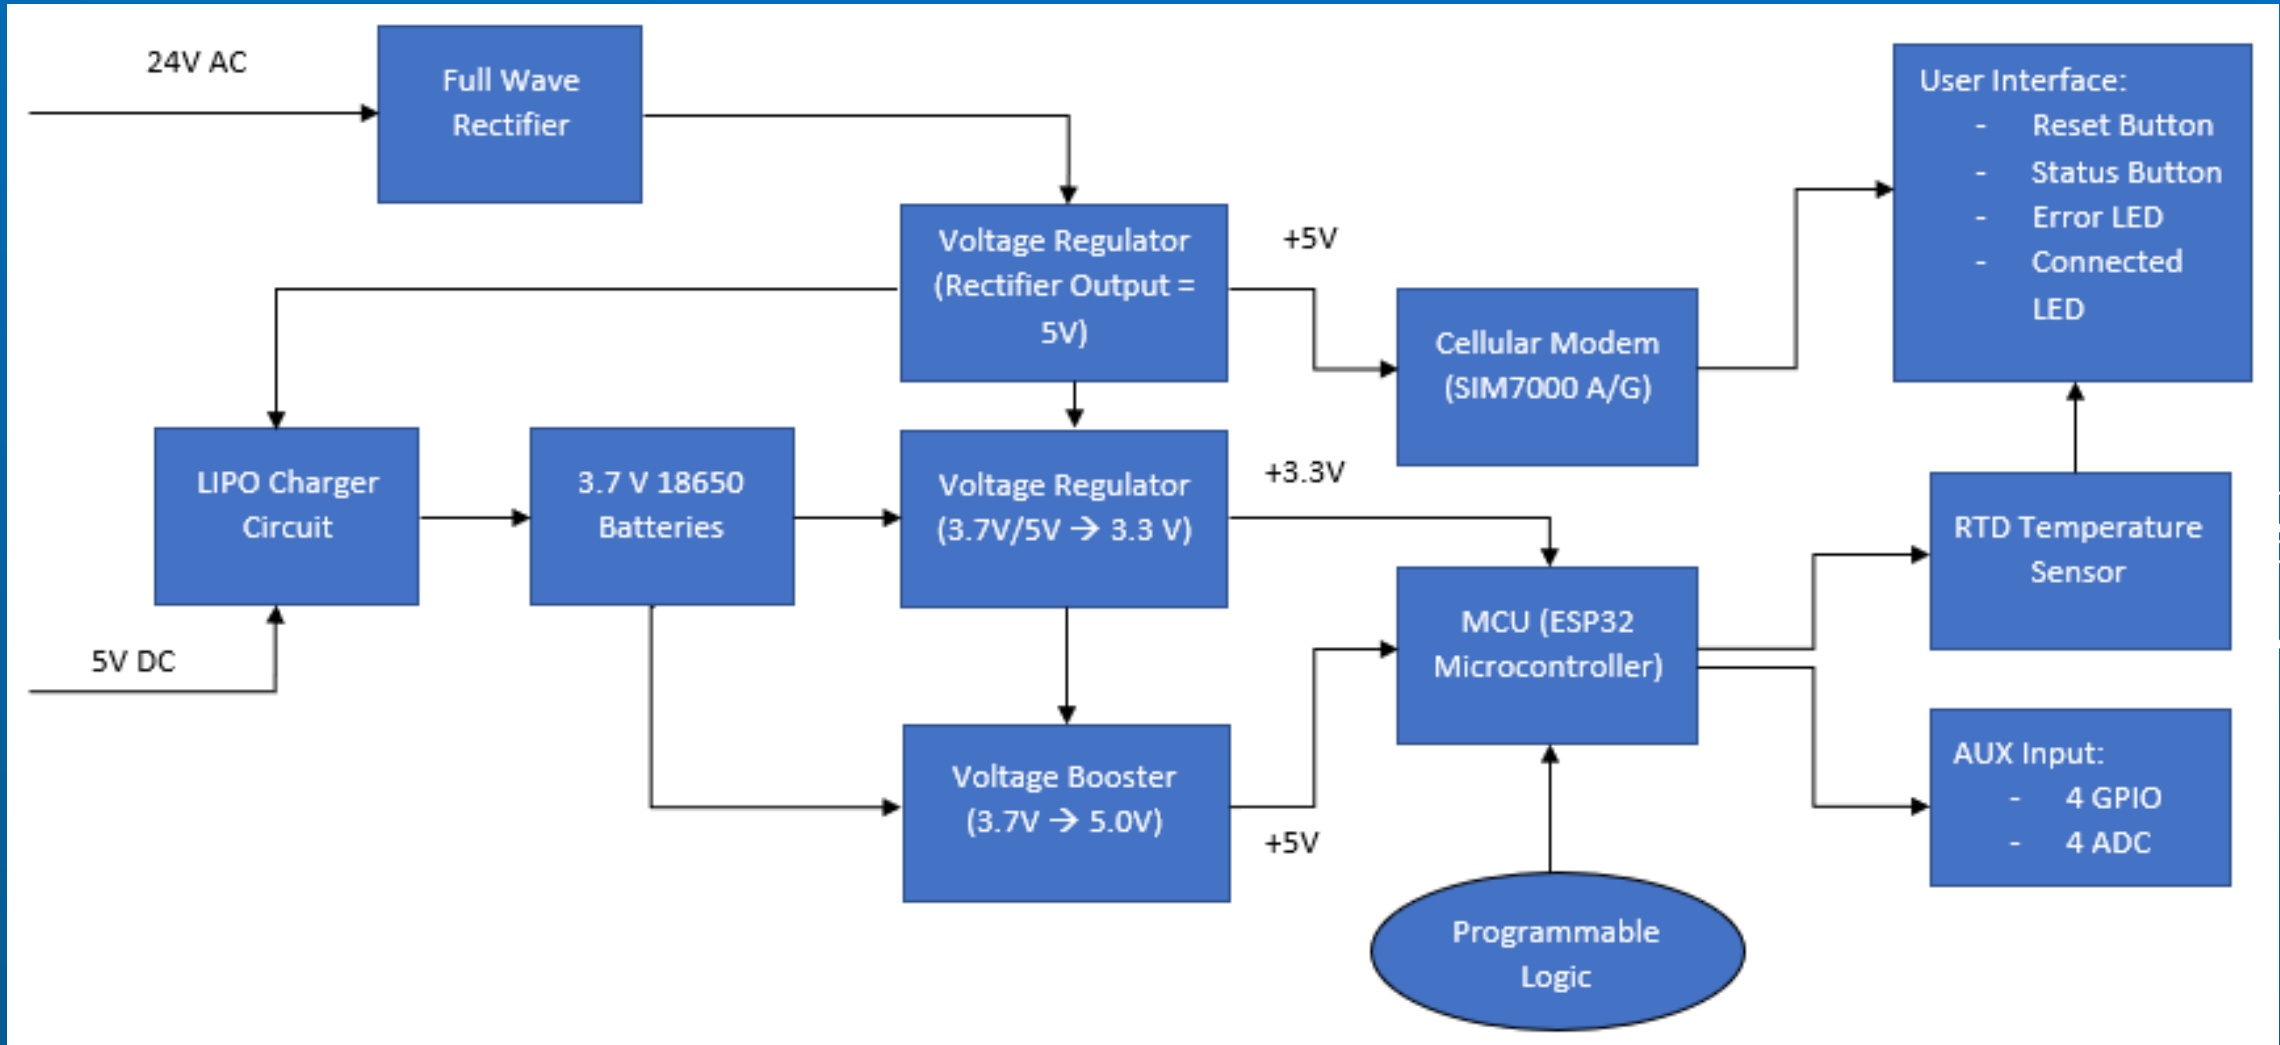 24V AC
Full Wave
Rectifier
User Interface:
- Reset Button
- Status Button
- Error LED
- Connected
LED
Voltage Regulator
(Rectifier Output =
5V)
+5V
Cellular Modem
(SIM7000 A/G)
LIPO Charger
Circuit
3.7 V 18650
Batteries
Voltage Regulator
(3.7V/5V → 3.3 V)
+3.3V
RTD Temperature
Sensor
5V DC
MCU (ESP32
Microcontroller)
Voltage Booster
(3.7V → 5.0V)
+5V
AUX Input:
- 4 GPIO
- 4 ADC
Programmable
Logic